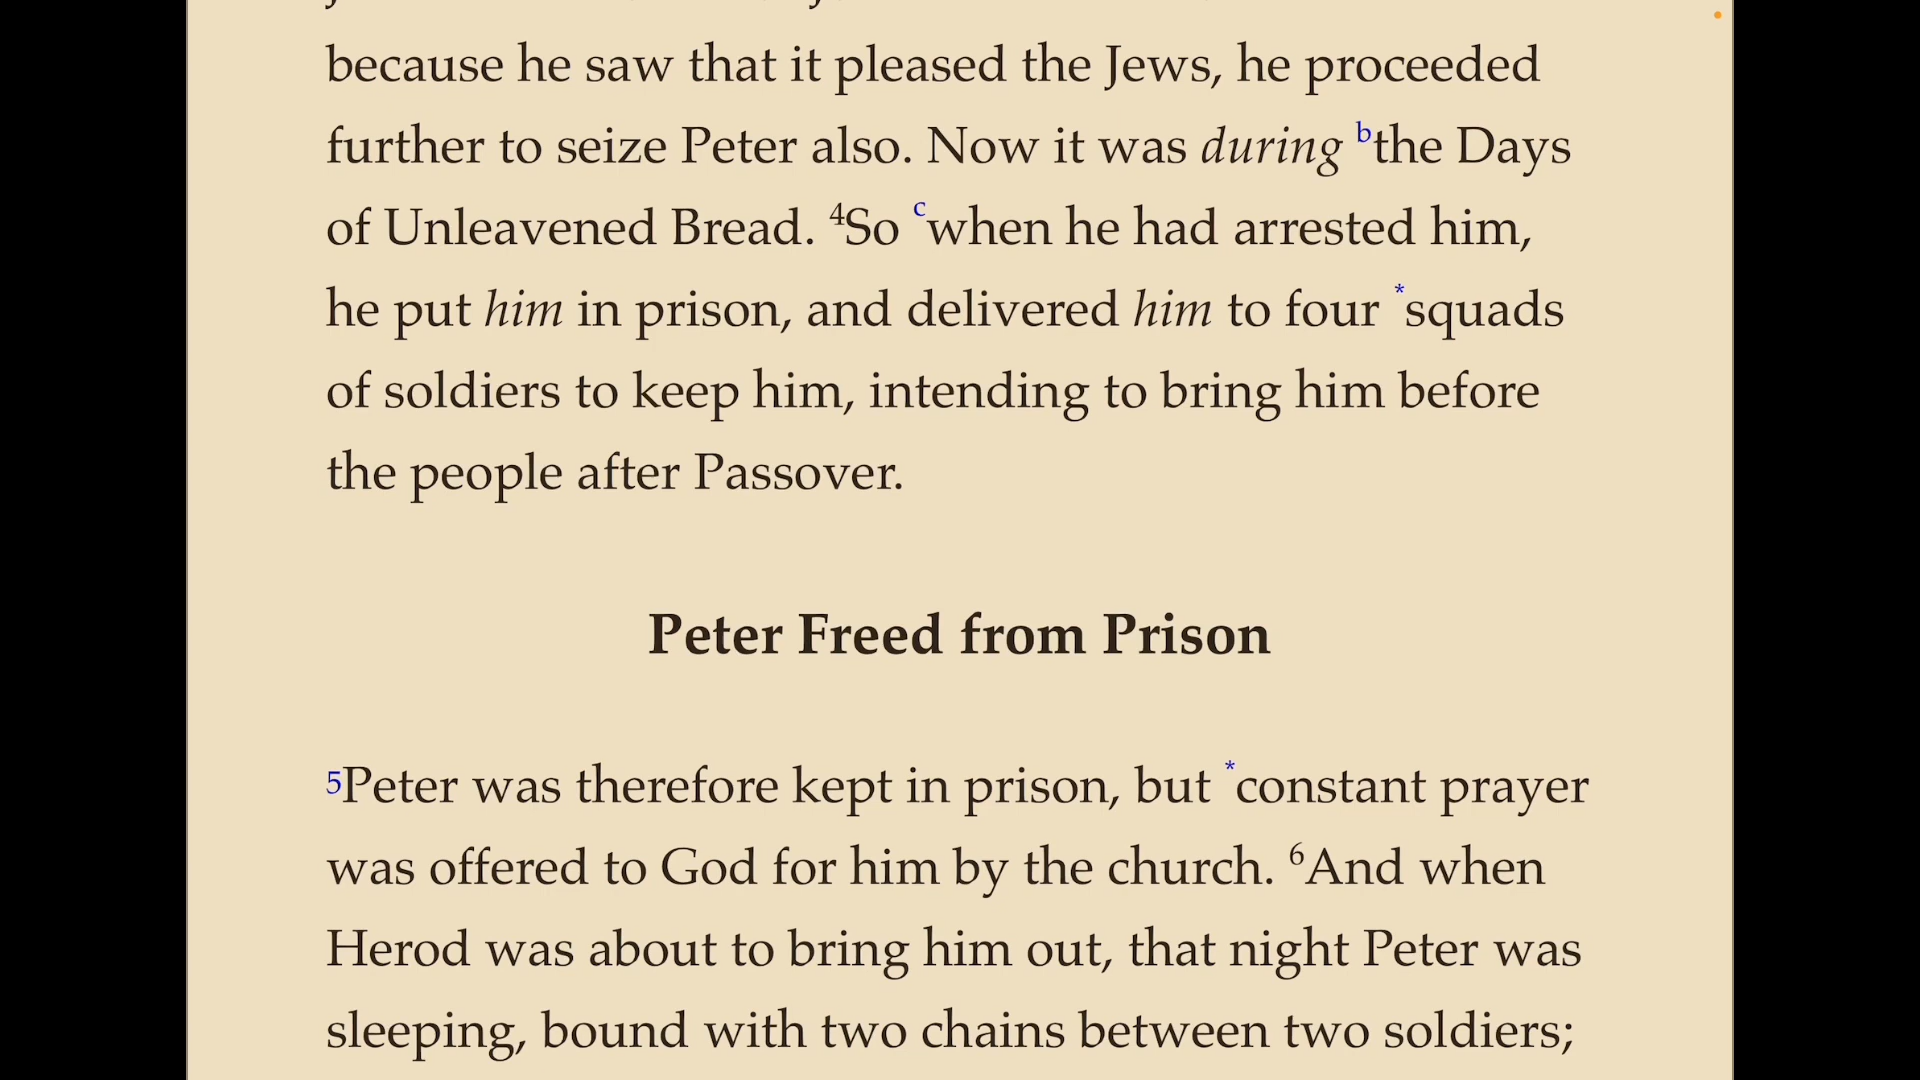 because he saw that it pleased the Jews, he proceeded
further to seize Peter also. Now it was during bthe Days
of Unleavened Bread. 4So cwhen he had arrested him,
he put him in prison, and delivered him to four *squads
of soldiers to keep him, intending to bring him before
the people after Passover.
Peter Freed from Prison
5Peter was therefore kept in prison, but *constant prayer
was offered to God for him by the church. 6And when
Herod was about to bring him out, that night Peter was
sleeping, bound with two chains between two soldiers;